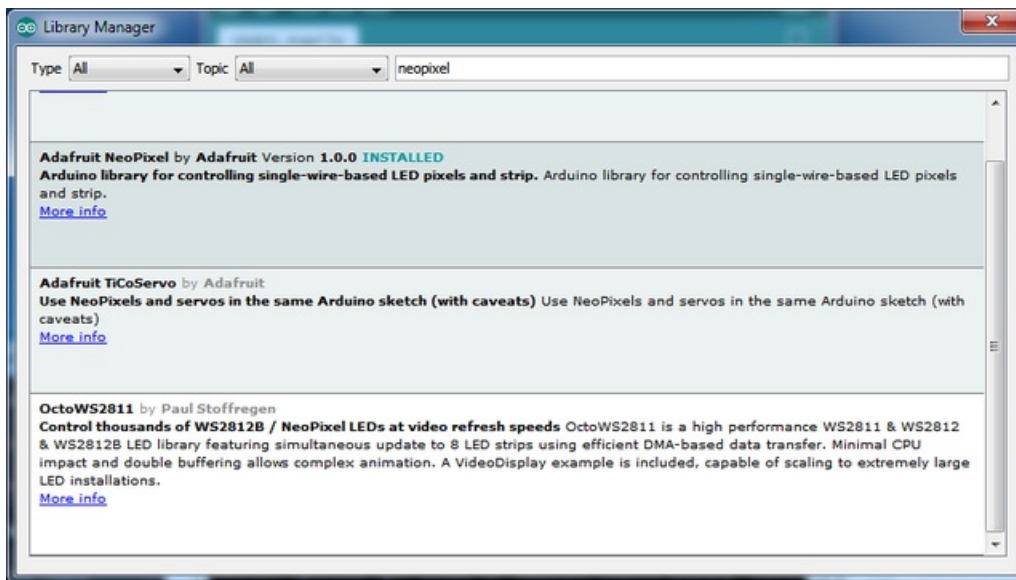 Library Manager
Type All Topic All neopixel
Adafruit NeoPixel by Adafruit Version 1.0.0 INSTALLED
Arduino library for controlling single-wire-based LED pixels and strip. Arduino library for controlling single-wire-based LED pixels
and strip.
More info
Adafruit TiCoServo by Adafruit
Use NeoPixels and servos in the same Arduino sketch (with caveats) Use NeoPixels and servos in the same Arduino sketch (with
caveats)
More info
OctoWS2811 by Paul Stoffregen
Control thousands of WS2812B / NeoPixel LEDs at video refresh speeds OctoWS2811 is a high performance WS2811 & WS2812
& WS2812B LED library featuring simultaneous update to 8 LED strips using efficient DMA-based data transfer. Minimal CPU
impact and double buffering allows complex animation. A VideoDisplay example is included, capable of scaling to extremely large
LED installations.
More info